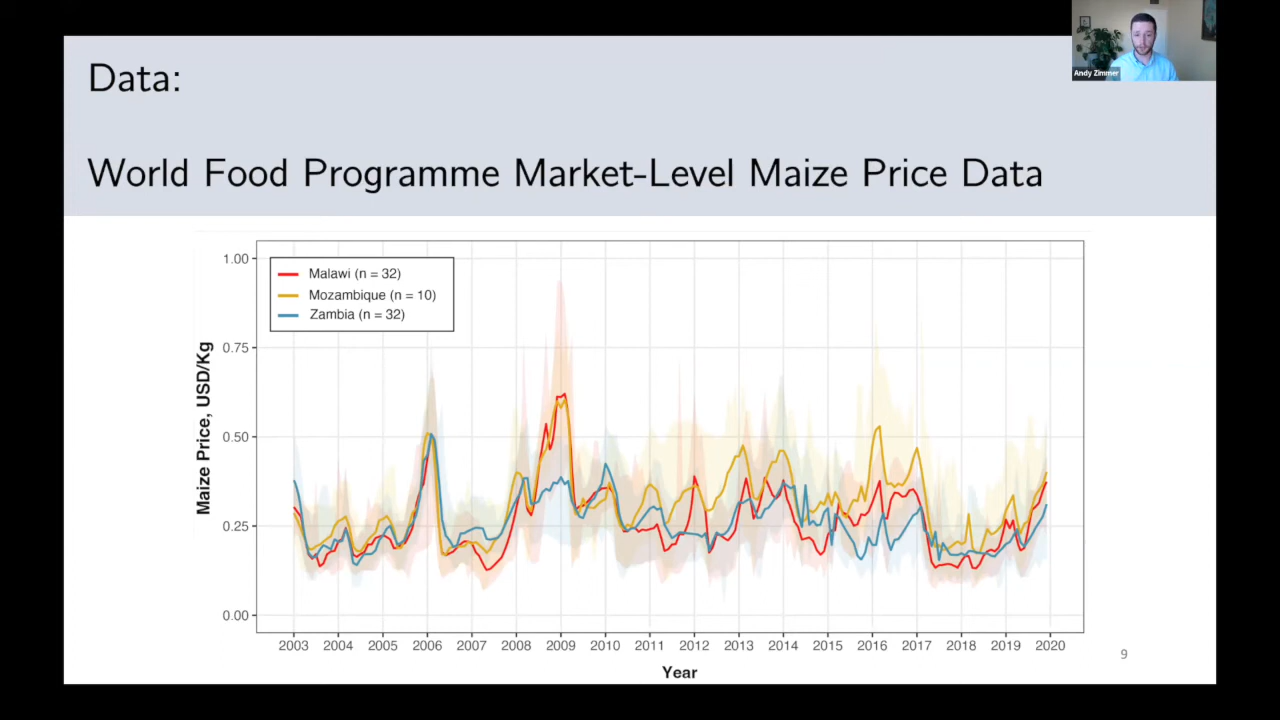 Data:
Andy Zimmer
World Food Programme Market-Level Maize Price Data
Malawi (n = 32)
Mozambique (n = 10)
Zambia (n = 32)
Maize Price, USD/Kg
1.00
0.75
0.50
0.25
0.00
2003 2004 2005 2006 2007 2008 2009 2010 2011 2012 2013 2014 2015 2016 2017 2018 2019 2020
Year
9